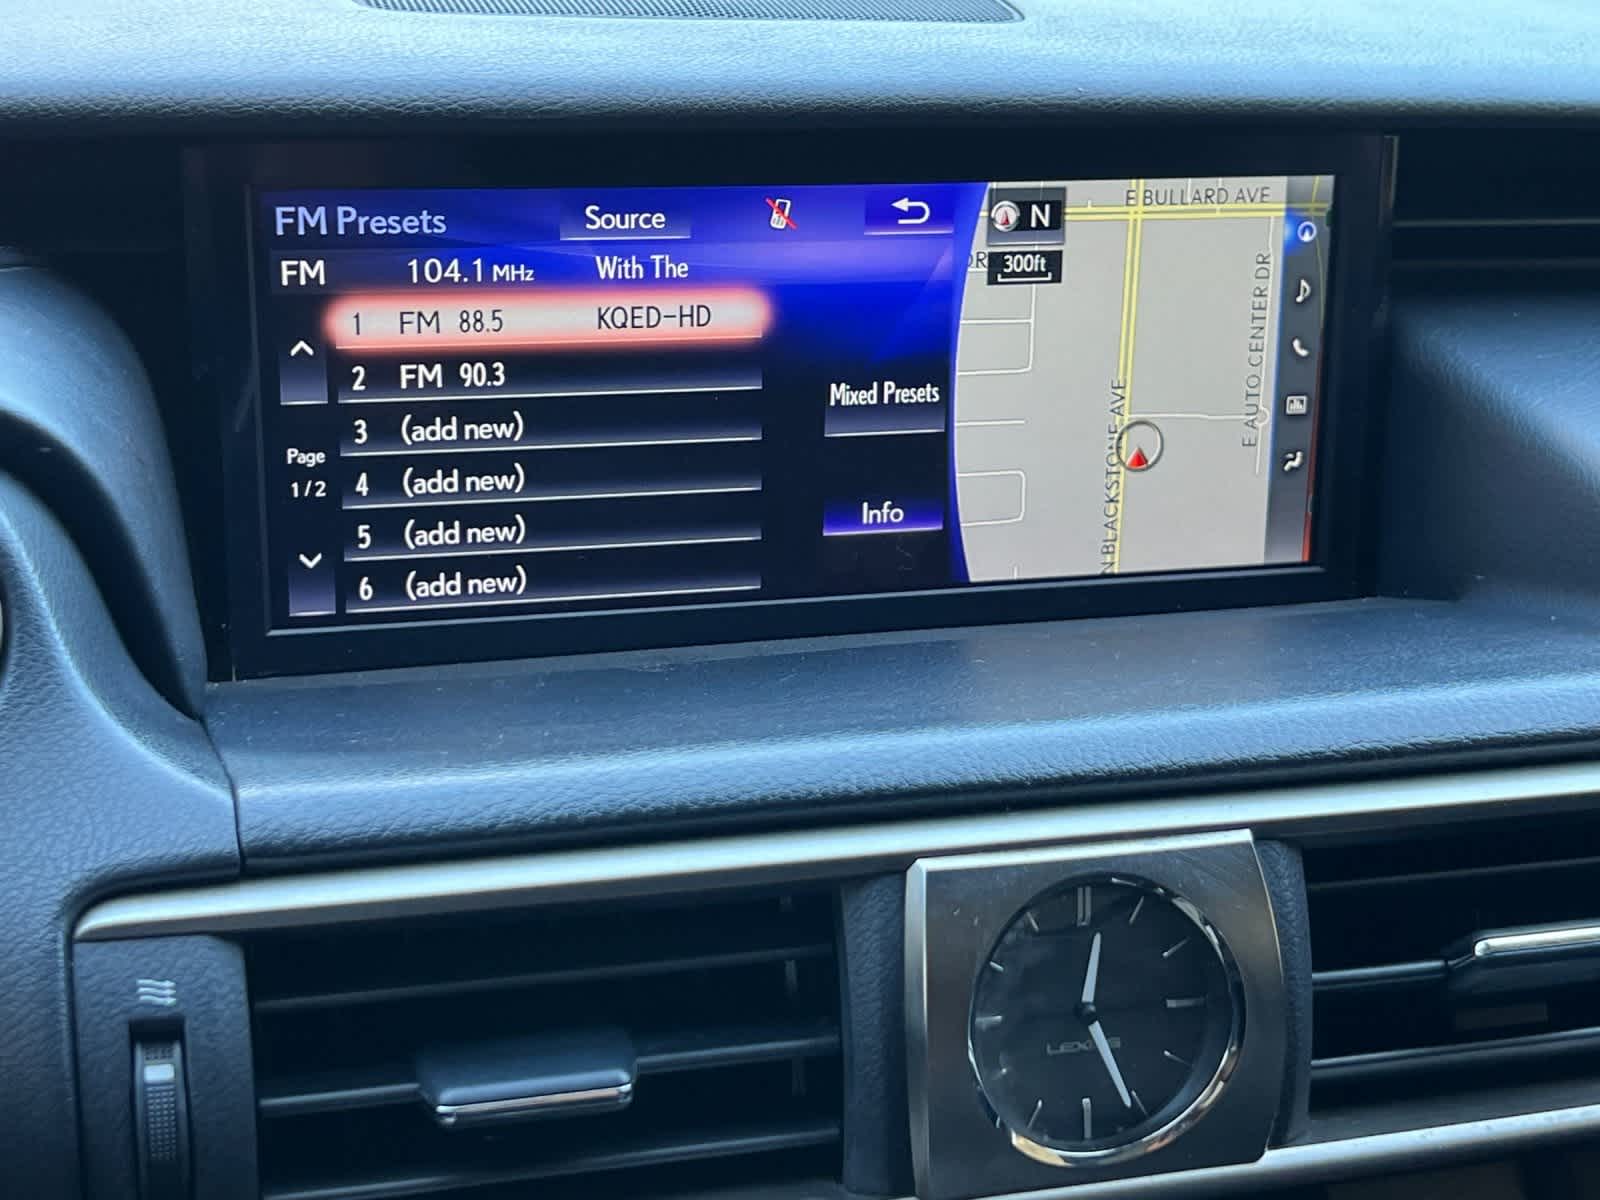 FM Presets
Source
FM 104.1 MHz With The
1 FM 88.5 KQED-HD
2 FM 90.3
3 (add new)
4 (add new)
5 (add new)
6 (add new)
Page
1/2
Mixed Presets
Info
N
300ft
DR
E BULLARD AVE
E AUTO CENTER DR
N BLACKSTONE AVE
LEXUS